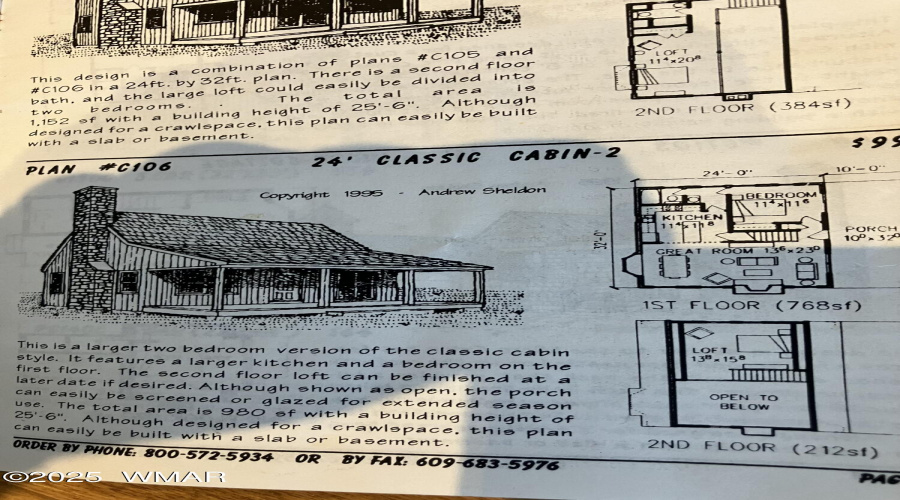 This design is a combination of plans #C105 and
#C106 in a 24ft. by 32ft. plan. There is a second floor
bath, and the large loft could easily be divided into
two bedrooms. The total area is
1,152 sf with a building height of 25'-6". Although
designed for a crawlspace, this plan can easily be built
with a slab or basement.
LOFT
11⁴x20⁸
2ND FLOOR (384sf)
PLAN #C106 24' CLASSIC CABIN-2 $99
Copyright 1995 - Andrew Sheldon
24'-0" 10'-0"
BEDROOM
11⁴x11⁸
KITCHEN
11⁴x11⁸
PORCH
10⁰x32⁰
32'-0"
GREAT ROOM 13⁶x23⁰
1ST FLOOR (768sf)
This is a larger two bedroom version of the classic cabin
style. It features a larger kitchen and a bedroom on the
first floor. The second floor loft can be finished at a
later date if desired. Although shown as open, the porch
can easily be screened or glazed for extended season
use. The total area is 980 sf with a building height of
25'-6". Although designed for a crawlspace, this plan
can easily be built with a slab or basement.
LOFT
13⁸x15⁸
OPEN TO
BELOW
2ND FLOOR (212sf)
ORDER BY PHONE: 800-572-5934 OR BY FAX: 609-683-5976
©2025 WMAR